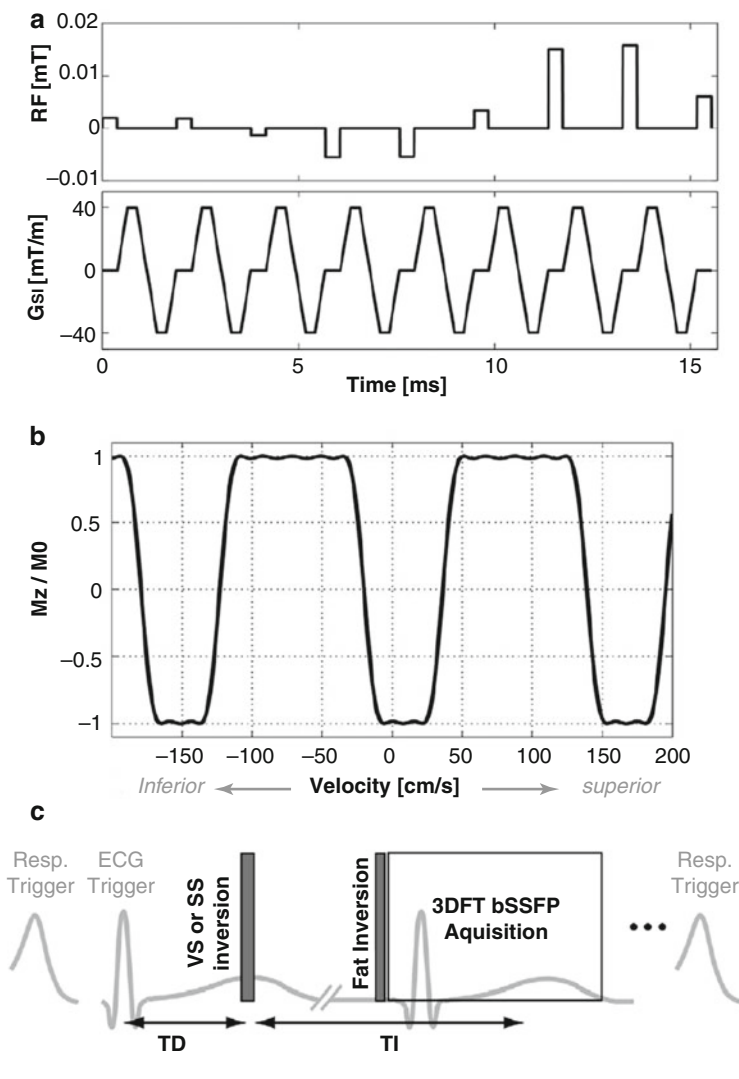 a
RF [mT]
0.02
0.01
0
−0.01
GSI [mT/m]
40
0
−40
0 5 10 15
Time [ms]
b
Mz / M0
1
0.5
0
−0.5
−1
−150 −100 −50 0 50 100 150 200
Inferior Velocity [cm/s] superior
c
Resp. Trigger
ECG Trigger
VS or SS inversion
Fat Inversion
3DFT bSSFP Aquisition
Resp. Trigger
TD
TI